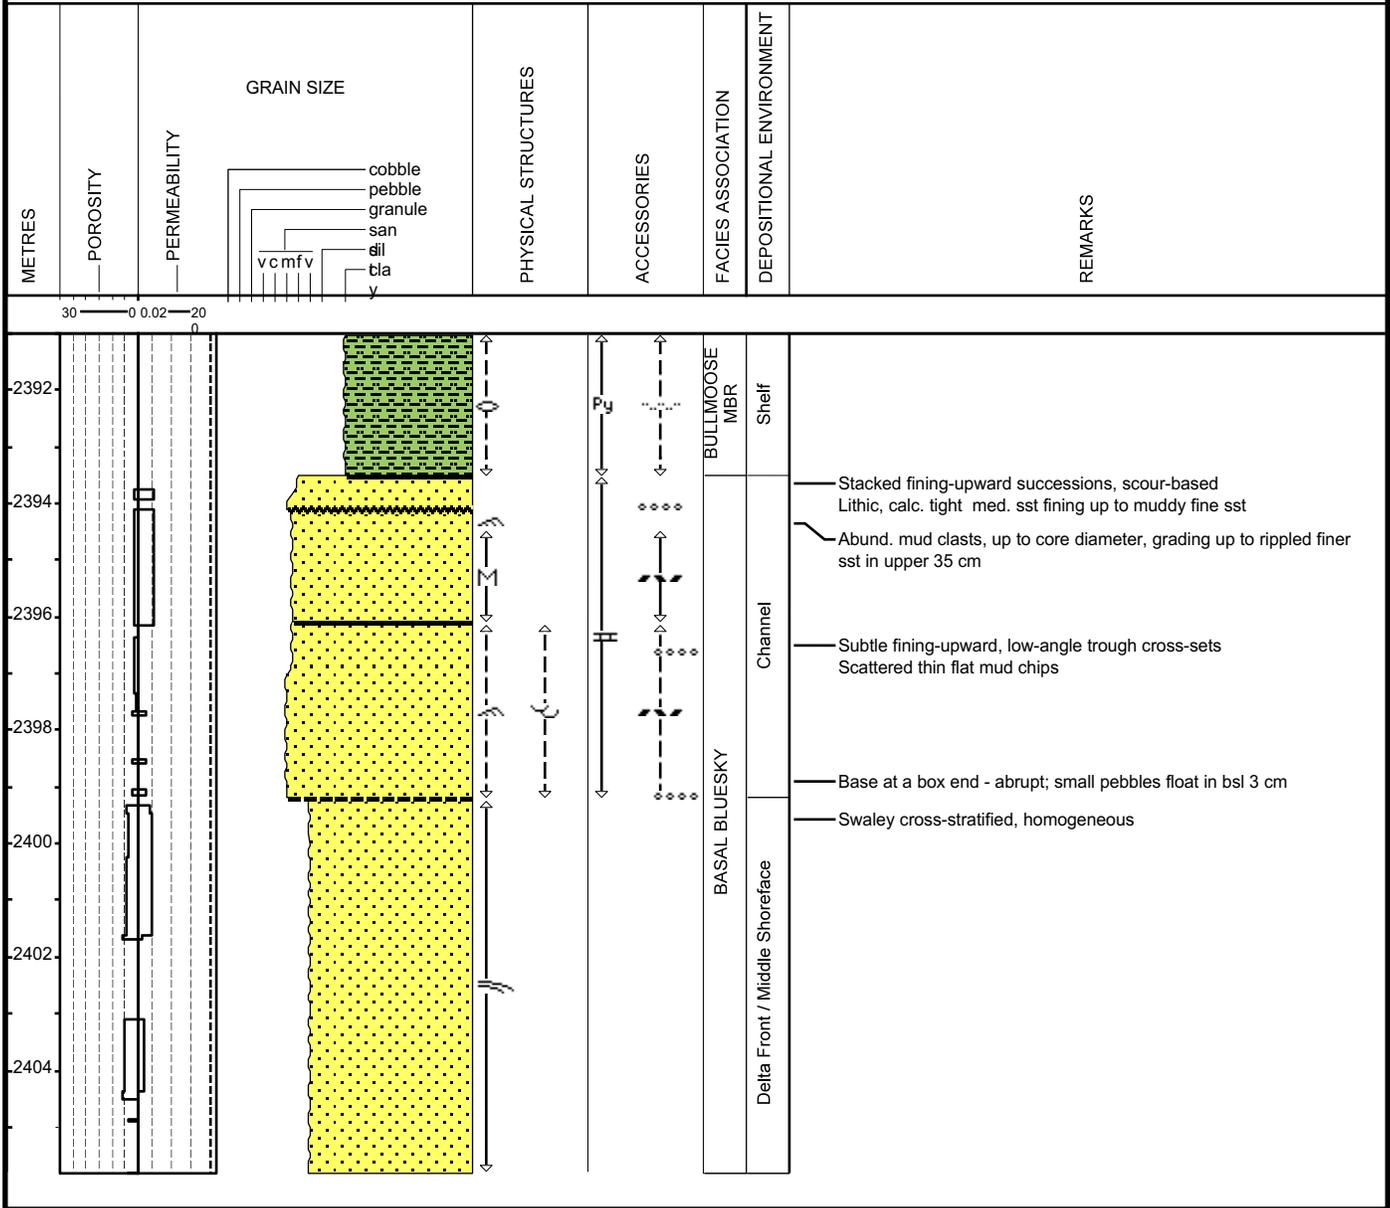 METRES
POROSITY
PERMEABILITY
GRAIN SIZE
cobble
pebble
granule
san
sil
t
cla
y
v c m f v
PHYSICAL STRUCTURES
ACCESSORIES
FACIES ASSOCIATION
DEPOSITIONAL ENVIRONMENT
REMARKS
30 0 0.02 20
0
2392
2394
2396
2398
2400
2402
2404
M
Py
BULLMOOSE
MBR
BASAL BLUESKY
Shelf
Channel
Delta Front / Middle Shoreface
Stacked fining-upward successions, scour-based
Lithic, calc. tight med. sst fining up to muddy fine sst
Abund. mud clasts, up to core diameter, grading up to rippled finer
sst in upper 35 cm
Subtle fining-upward, low-angle trough cross-sets
Scattered thin flat mud chips
Base at a box end - abrupt; small pebbles float in bsl 3 cm
Swaley cross-stratified, homogeneous